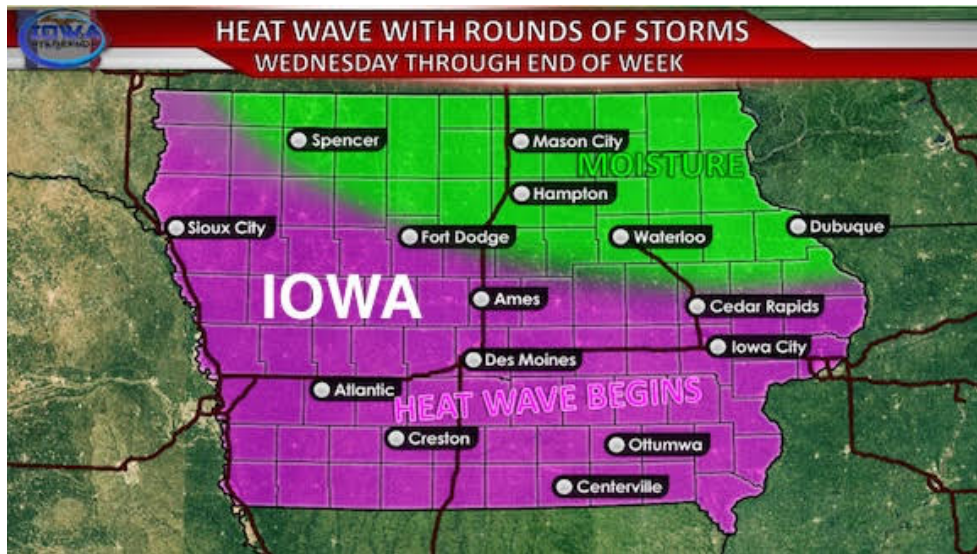 IOWA
HEAT WAVE WITH ROUNDS OF STORMS
WEDNESDAY THROUGH END OF WEEK
Spencer
Mason City
MOISTURE
Hampton
Sioux City
Fort Dodge
Waterloo
Dubuque
IOWA
Ames
Cedar Rapids
Iowa City
Des Moines
Atlantic
HEAT WAVE BEGINS
Creston
Ottumwa
Centerville